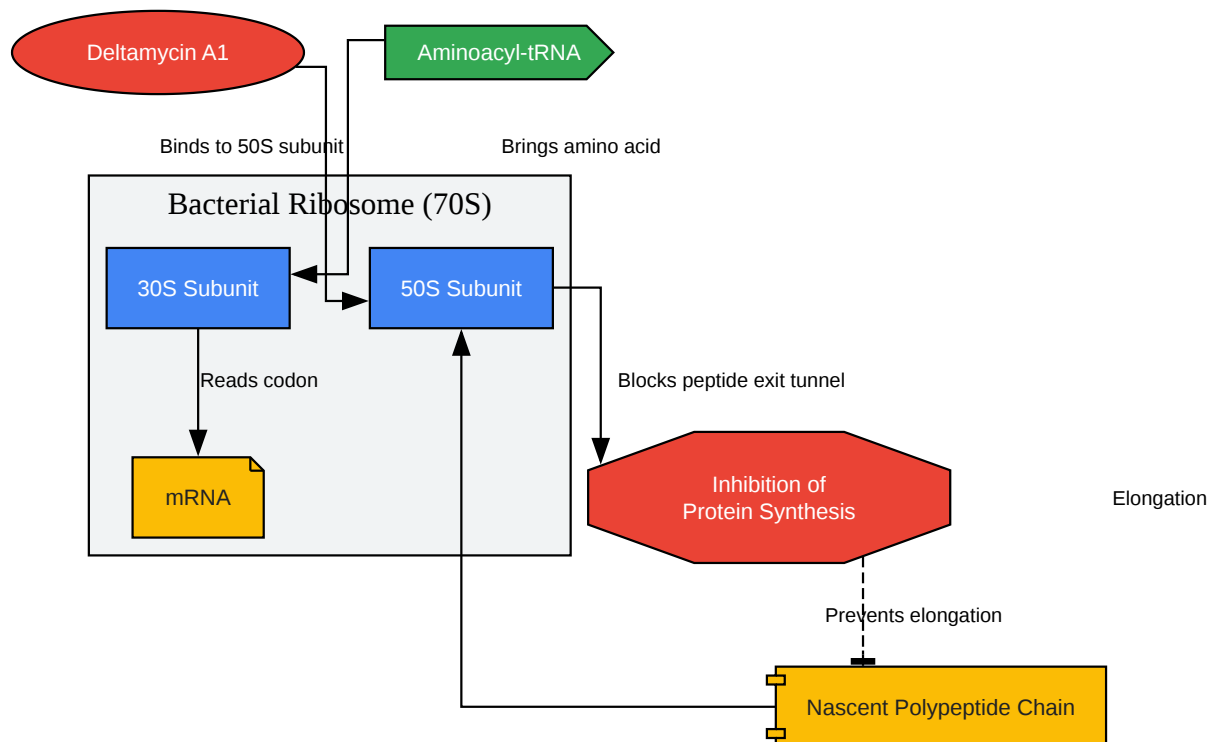 Deltamycin A1
Aminoacyl-tRNA
Binds to 50S subunit
Brings amino acid
Bacterial Ribosome (70S)
30S Subunit
50S Subunit
Reads codon
Blocks peptide exit tunnel
mRNA
Inhibition of
Protein Synthesis
Elongation
Prevents elongation
Nascent Polypeptide Chain